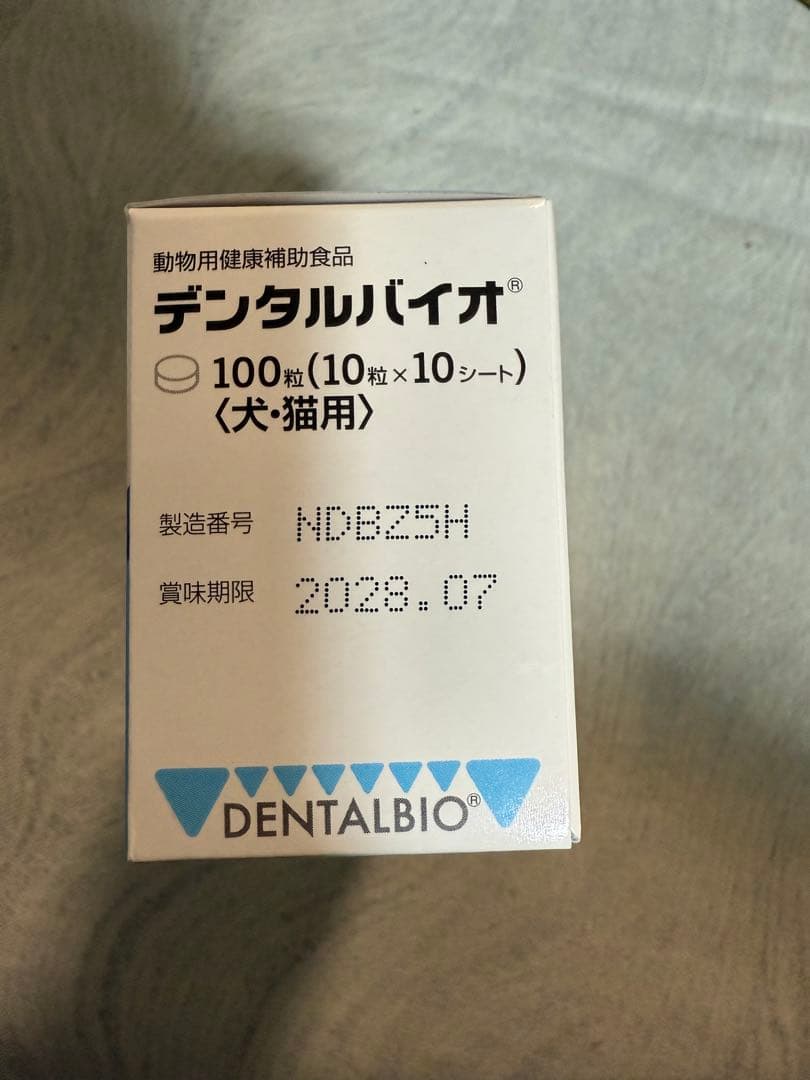 動物用健康補助食品
デンタルバイオ®
100粒(10粒×10シート)
〈犬・猫用〉
製造番号 NDBZ5H
賞味期限 2028.07
DENTALBIO®